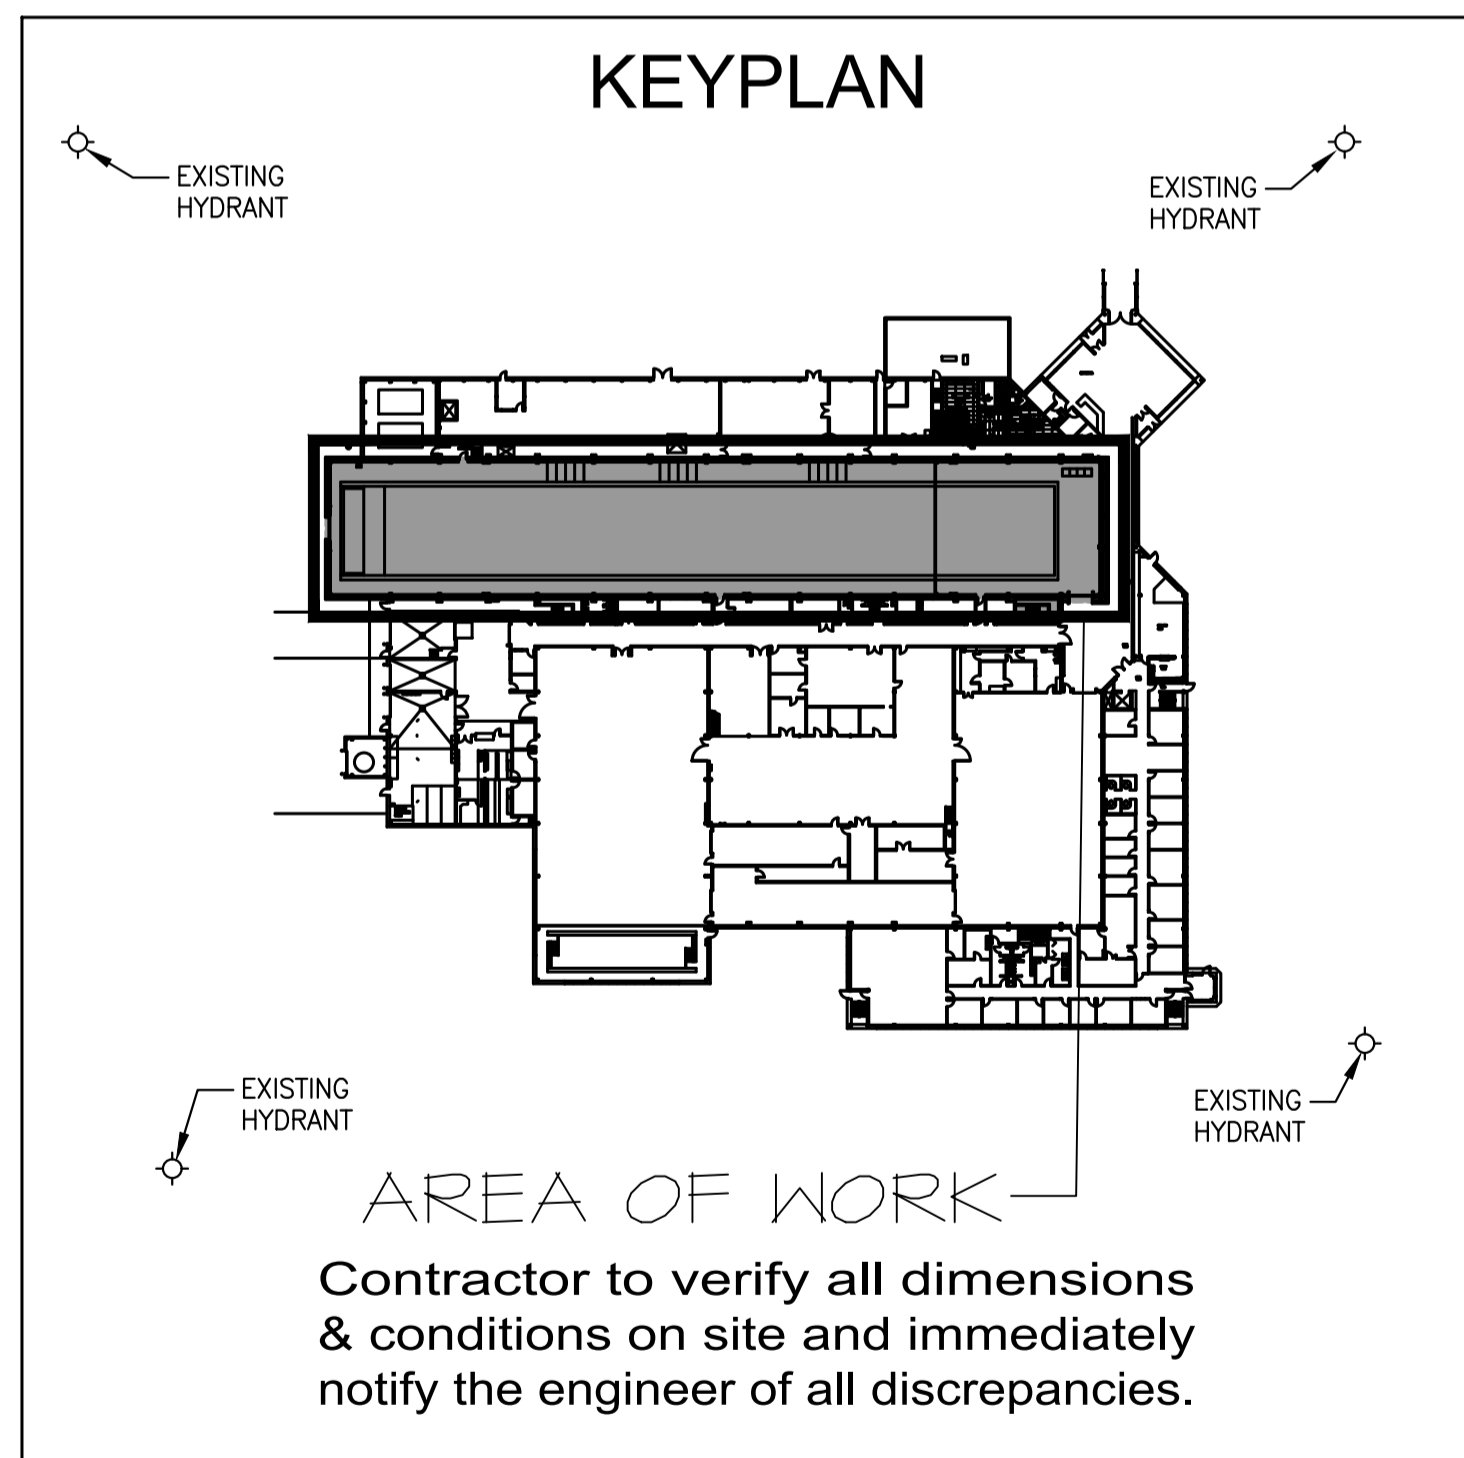 KEYPLAN
EXISTING
HYDRANT
EXISTING
HYDRANT
EXISTING
HYDRANT
EXISTING
HYDRANT
AREA OF WORK
Contractor to verify all dimensions
& conditions on site and immediately
notify the engineer of all discrepancies.